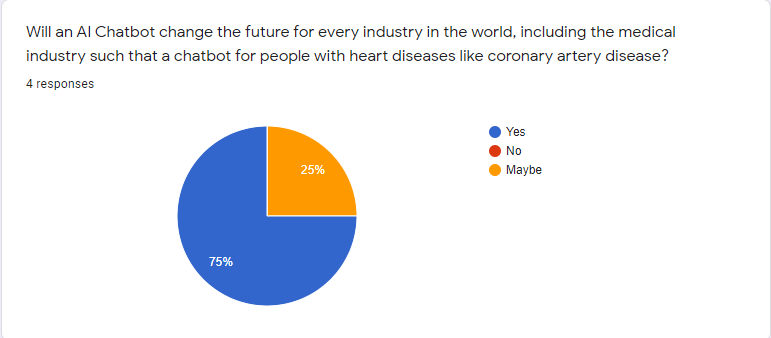 Will an AI Chatbot change the future for every industry in the world, including the medical
industry such that a chatbot for people with heart diseases like coronary artery disease?
4 responses
Yes
No
Maybe
25%
75%